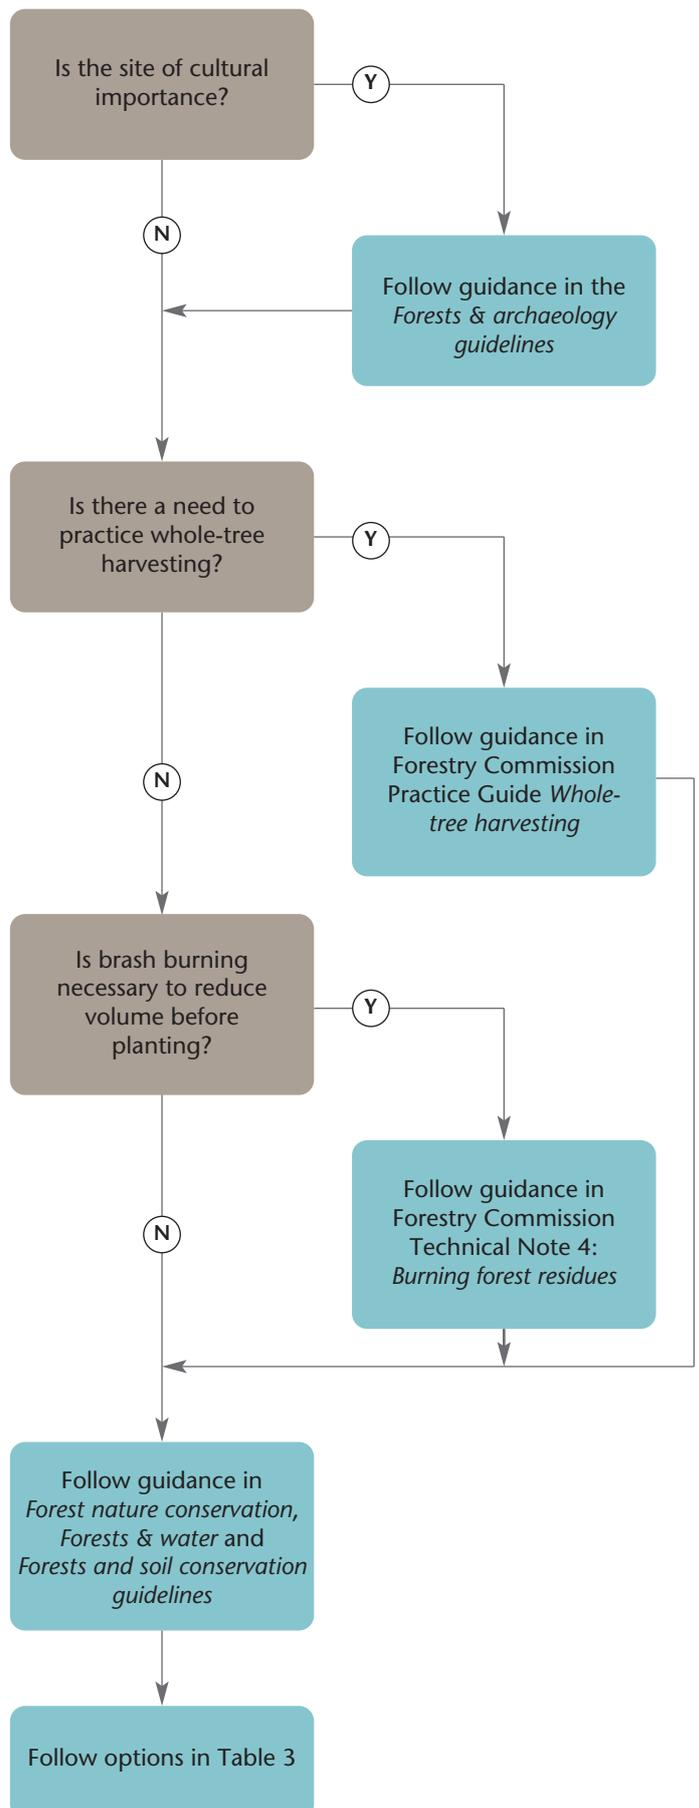 Is the site of cultural
importance?
Y
N
Follow guidance in the
Forests & archaeology
guidelines
Is there a need to
practice whole-tree
harvesting?
Y
Follow guidance in
Forestry Commission
Practice Guide Whole-
tree harvesting
N
Is brash burning
necessary to reduce
volume before
planting?
Y
Follow guidance in
Forestry Commission
Technical Note 4:
Burning forest residues
N
Follow guidance in
Forest nature conservation,
Forests & water and
Forests and soil conservation
guidelines
Follow options in Table 3